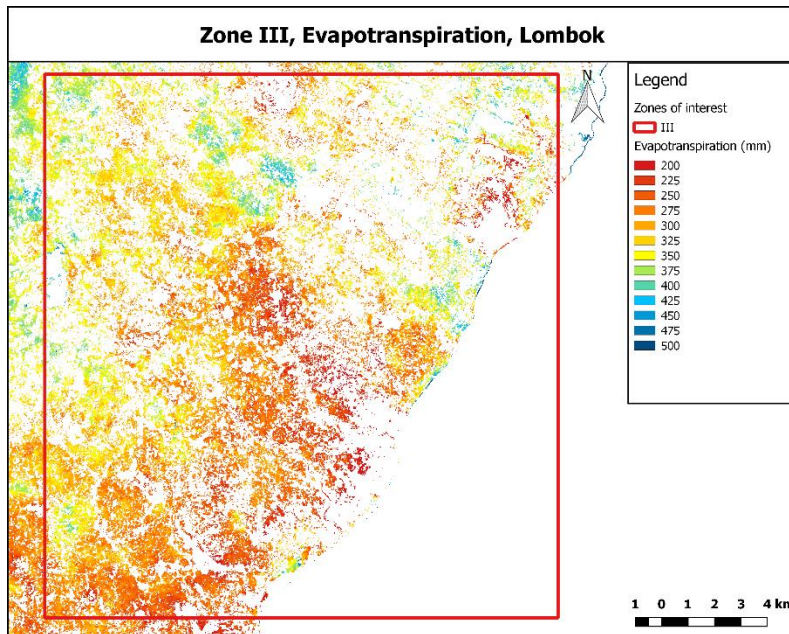 Zone III, Evapotranspiration, Lombok
N
Legend
Zones of interest
III
Evapotranspiration (mm)
200
225
250
275
300
325
350
375
400
425
450
475
500
1 0 1 2 3 4 km